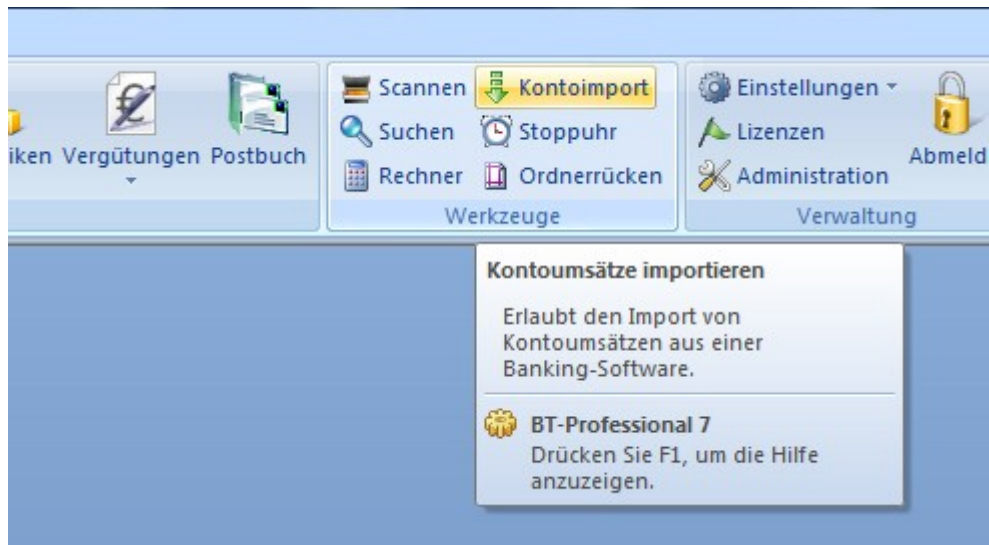 Scannen Kontoimport
Einstellungen
Suchen Stoppuhr
Lizenzen
iken Vergütungen Postbuch
Rechner Ordnerrücken
Administration
Abmeld
Werkzeuge
Verwaltung
Kontoumsätze importieren
Erlaubt den Import von
Kontoumsätzen aus einer
Banking-Software.
BT-Professional 7
Drücken Sie F1, um die Hilfe
anzuzeigen.